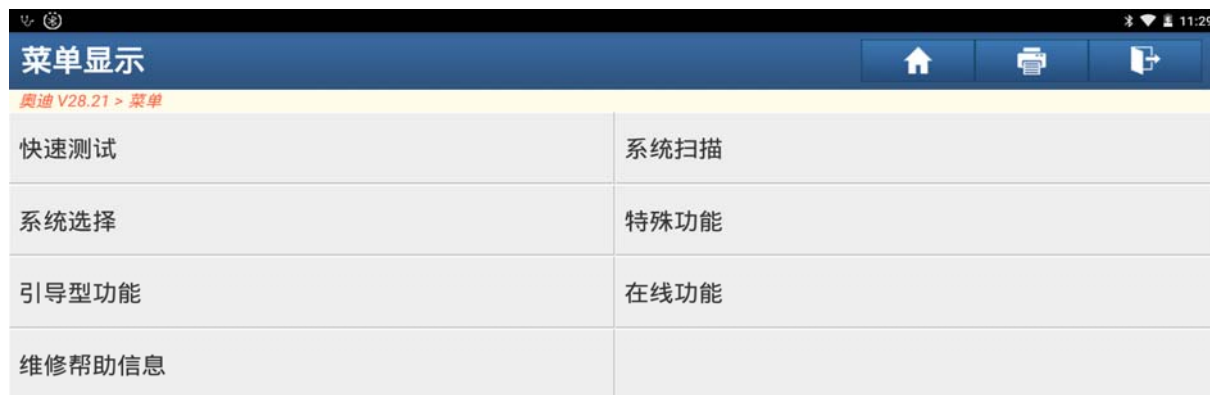 11:29
菜单显示
奥迪 V28.21 > 菜单
快速测试
系统扫描
系统选择
特殊功能
引导型功能
在线功能
维修帮助信息